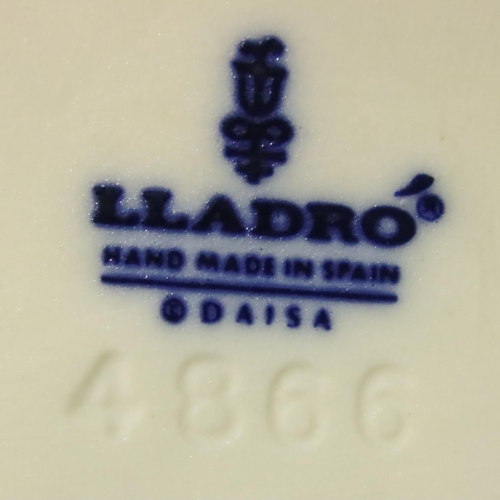 LLADRÓ®
HAND MADE IN SPAIN
® DAISA
4866